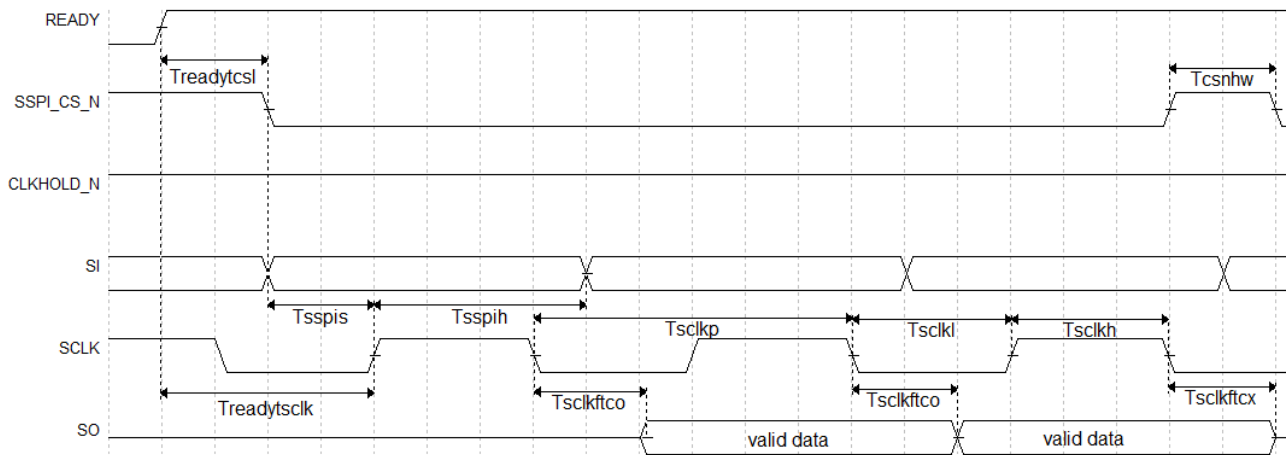 READY
Treadytcsl
Tcsnhw
SSPI_CS_N
CLKHOLD_N
SI
Tsspis
Tsspih
Tsclkp
Tsclkl
Tsclkh
SCLK
Treadytsclk
Tsclkftco
Tsclkftco
Tsclkftcx
SO
valid data
valid data